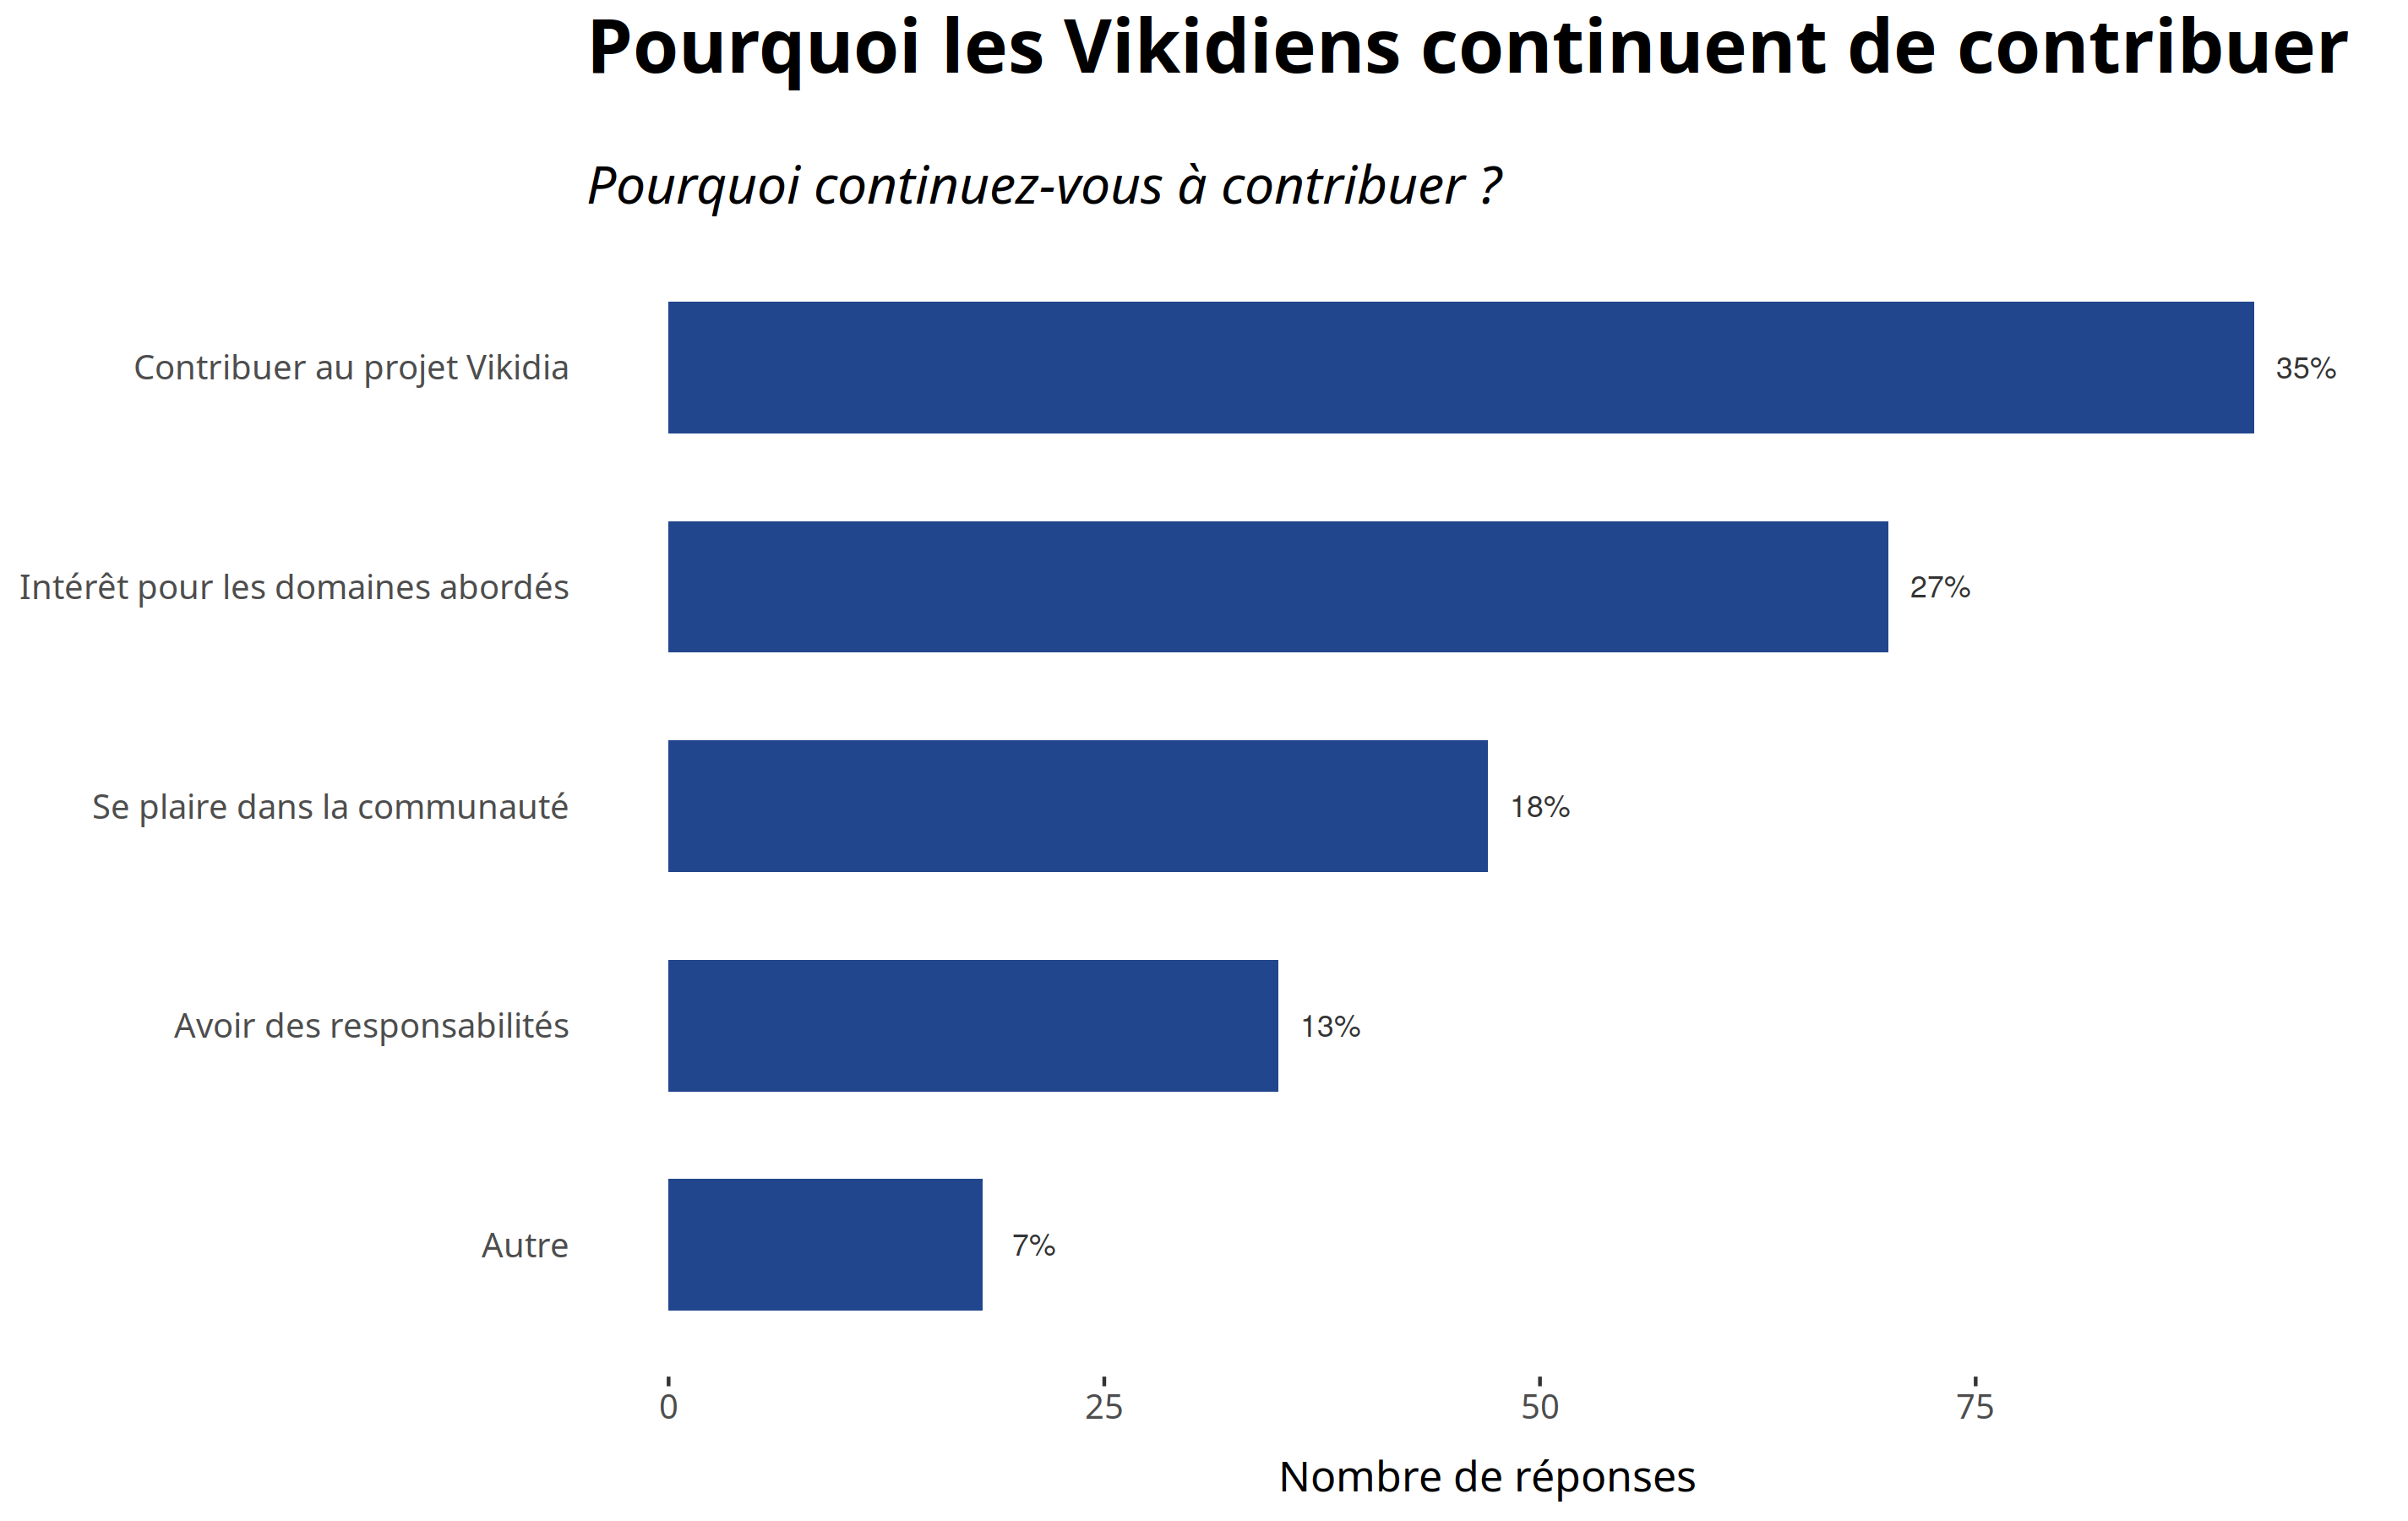 Pourquoi les Vikidiens continuent de contribuer
Pourquoi continuez-vous à contribuer ?
Contribuer au projet Vikidia
35%
Intérêt pour les domaines abordés
27%
Se plaire dans la communauté
18%
Avoir des responsabilités
13%
Autre
7%
0 25 50 75
Nombre de réponses